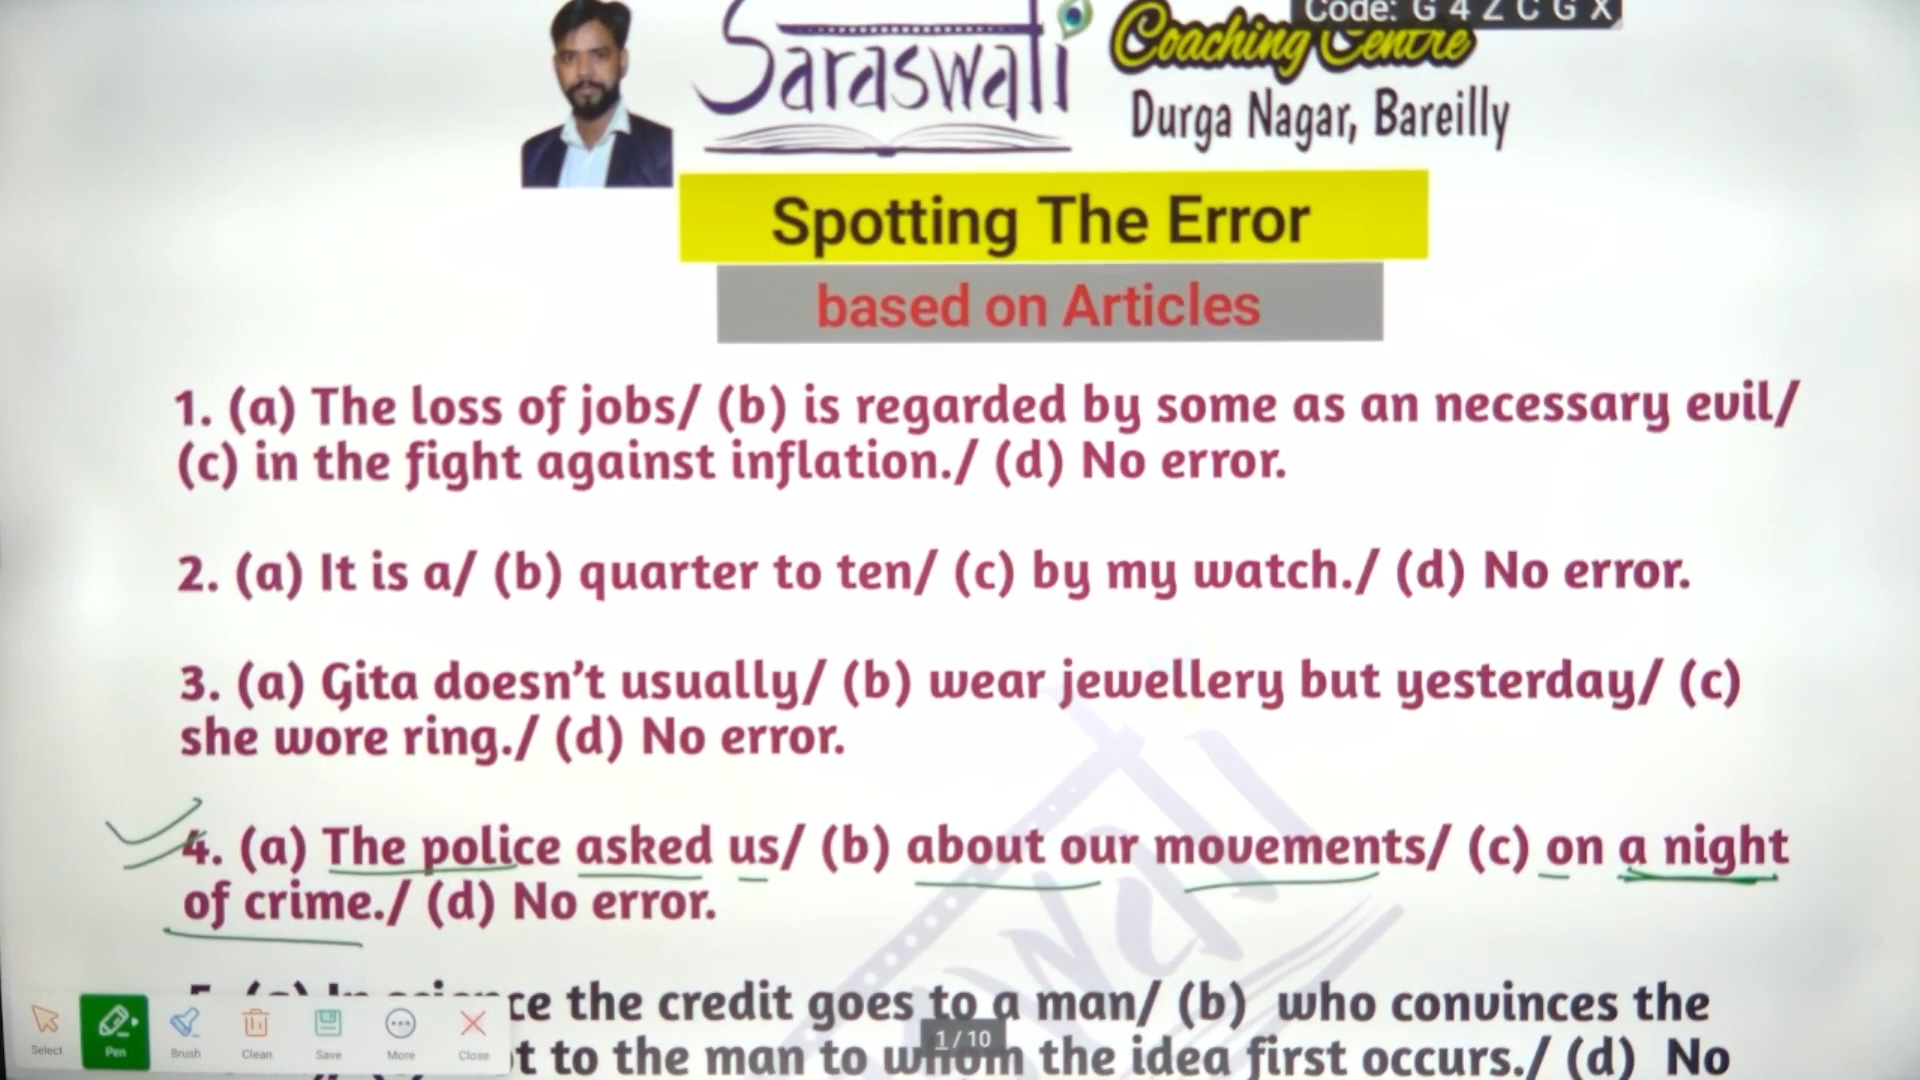 Code: G 4 Z C G X
Saraswati Coaching Centre
Durga Nagar, Bareilly
Spotting The Error
based on Articles
1. (a) The loss of jobs/ (b) is regarded by some as an necessary evil/
(c) in the fight against inflation./ (d) No error.
2. (a) It is a/ (b) quarter to ten/ (c) by my watch./ (d) No error.
3. (a) Gita doesn’t usually/ (b) wear jewellery but yesterday/ (c)
she wore ring./ (d) No error.
4. (a) The police asked us/ (b) about our movements/ (c) on a night
of crime./ (d) No error.
the credit goes to a man/ (b) who convinces the
to the man to whom the idea first occurs./ (d) No
1/10
Select
Pen
Brush
Clean
Save
More
Close